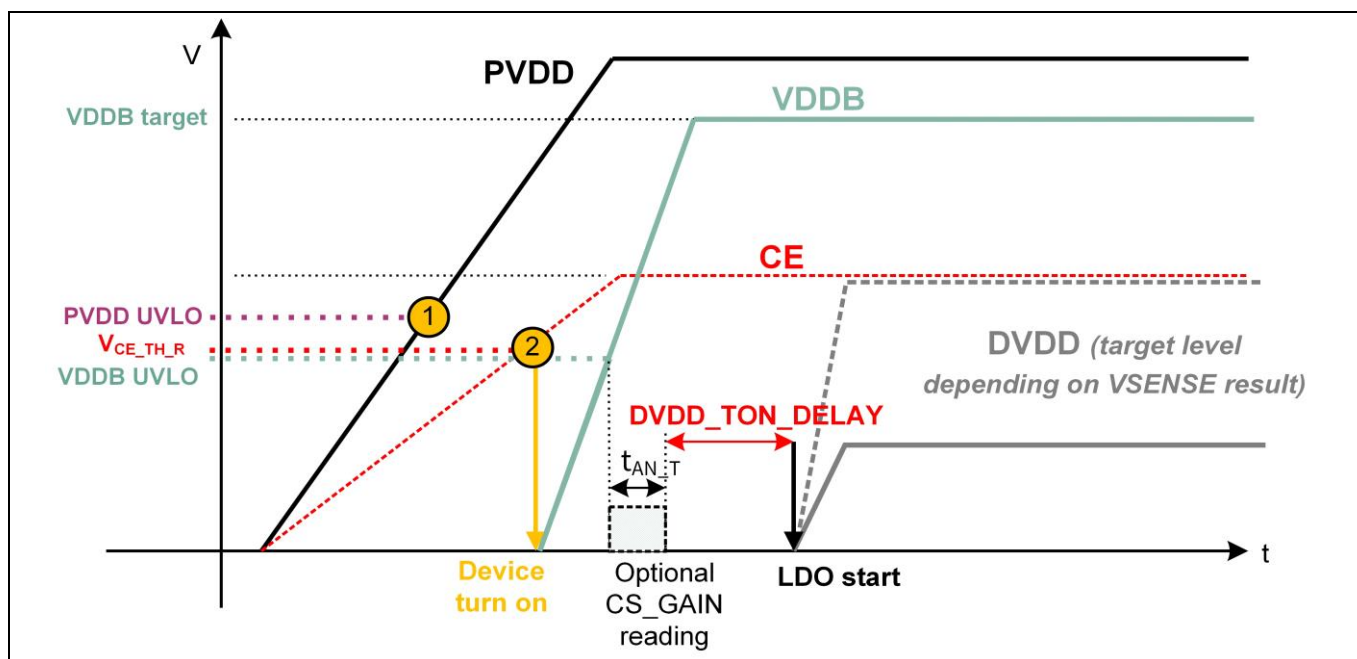 V
PVDD
VDDB
VDDB target
CE
PVDD UVLO
1
V_CE_TH_R
2
VDDB UVLO
DVDD (target level
depending on VSENSE result)
DVDD_TON_DELAY
t_AN_T
t
Device
turn on
Optional
CS_GAIN
reading
LDO start